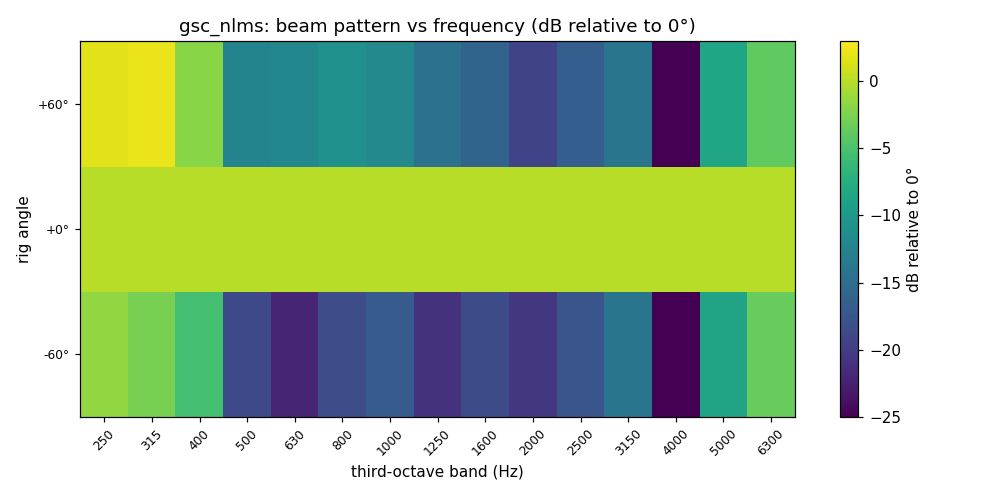 gsc_nlms: beam pattern vs frequency (dB relative to 0°)
+60°
+0°
-60°
rig angle
250 315 400 500 630 800 1000 1250 1600 2000 2500 3150 4000 5000 6300
third-octave band (Hz)
0
−5
−10
−15
−20
−25
dB relative to 0°